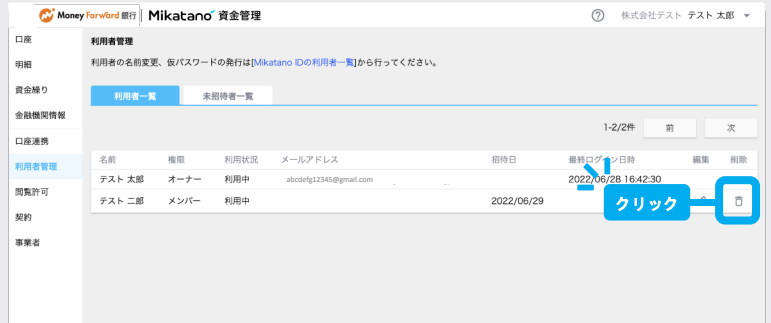 Money Forward 銀行 Mikatano 資金管理 ? 株式会社テスト テスト 太郎
口座
明細
資金繰り
金融機関情報
口座連携
利用者管理
閲覧許可
契約
事業者
利用者管理
利用者の名前変更、仮パスワードの発行は[Mikatano IDの利用者一覧]から行ってください。
利用者一覧 未招待者一覧
1-2/2件 前 次
名前 権限 利用状況 メールアドレス 招待日 最終ログイン日時 編集 削除
テスト 太郎 オーナー 利用中 abcdefg12345@gmail.com 2022/06/28 16:42:30
テスト 二郎 メンバー 利用中 2022/06/29
クリック